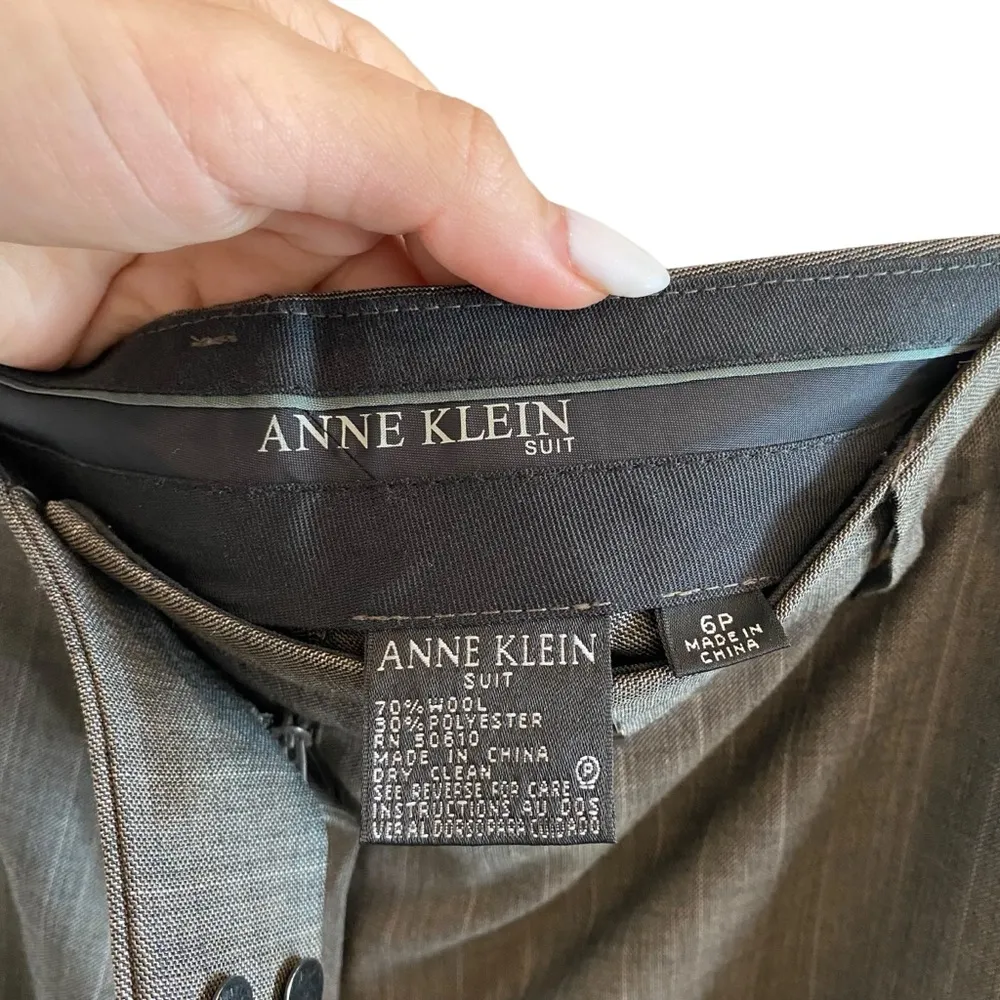 ANNE KLEIN
SUIT
ANNE KLEIN
SUIT
70% WOOL
30% POLYESTER
RN 50610
MADE IN CHINA
DRY CLEAN
P
SEE REVERSE FOR CARE
INSTRUCTIONS AU DOS
VER AL DORSO PARA CUIDADO
6P
MADE IN
CHINA